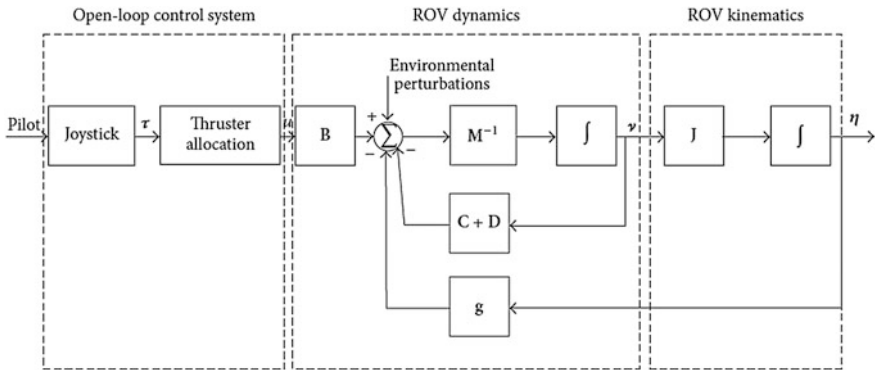 Open-loop control system
ROV dynamics
ROV kinematics
Environmental
perturbations
Pilot
Joystick
τ
Thruster
allocation
u
B
+
Σ
−
−
M⁻¹
∫
ν
J
∫
η
C + D
g